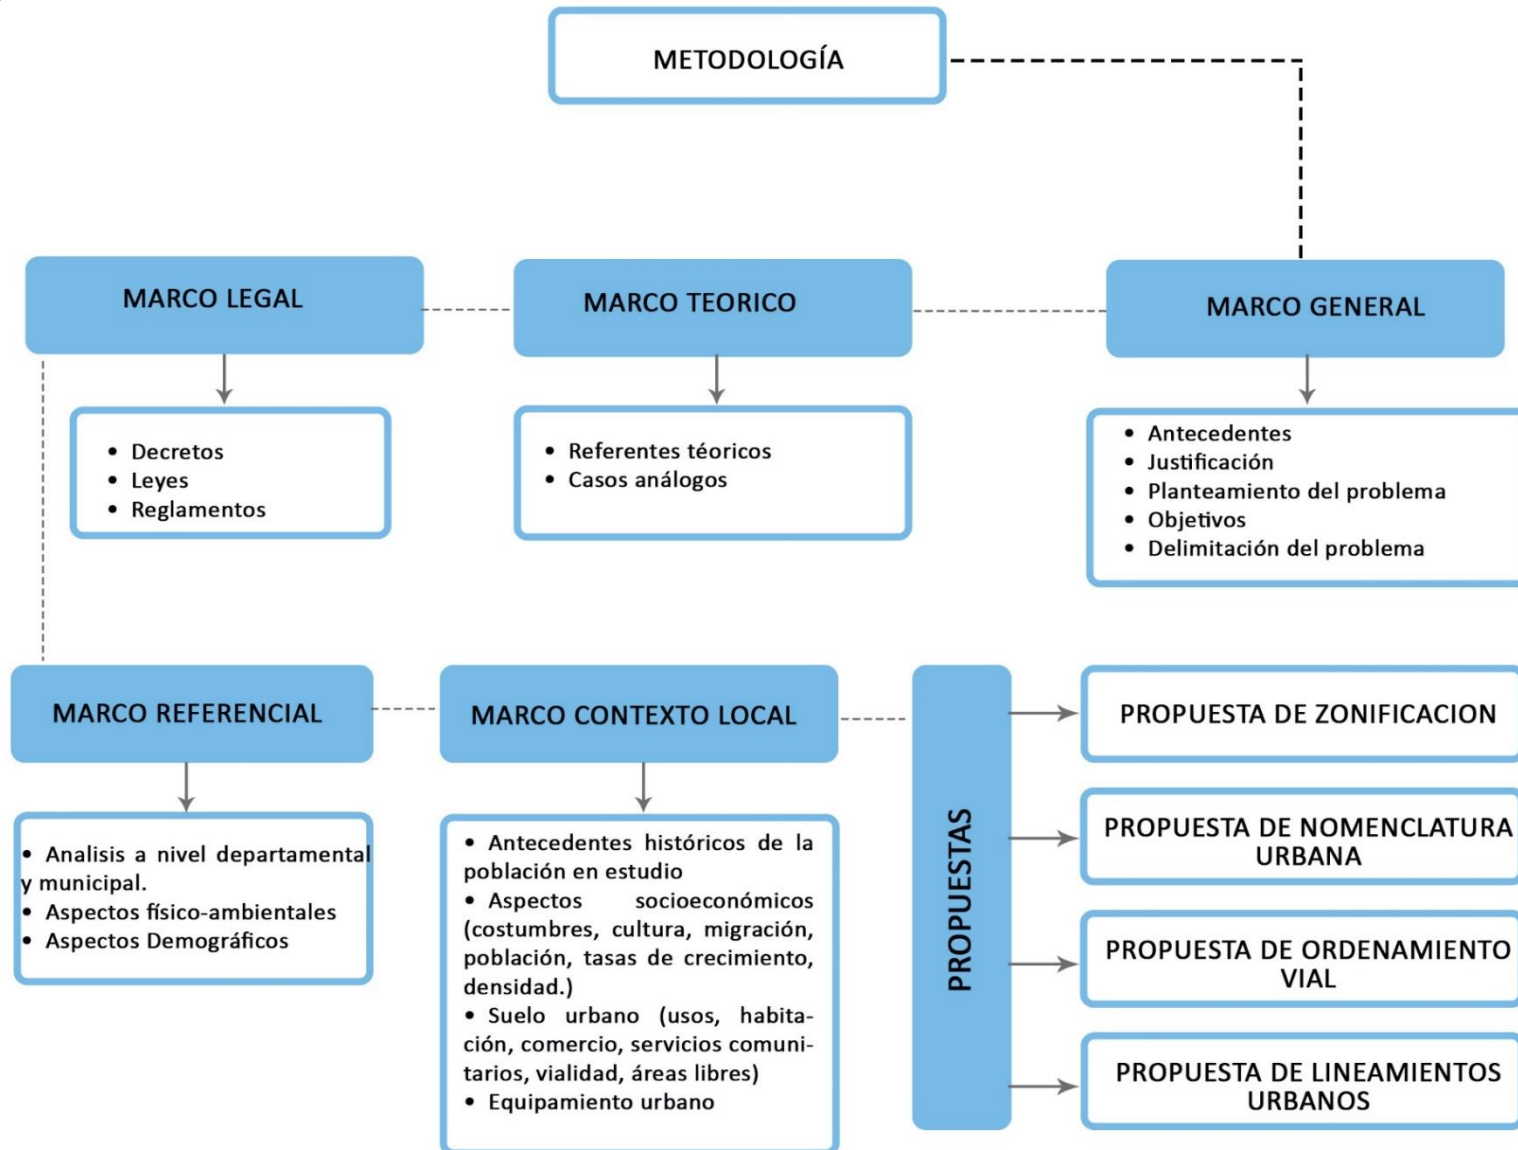 METODOLOGÍA
MARCO LEGAL
MARCO TEORICO
MARCO GENERAL
• Decretos
• Leyes
• Reglamentos
• Referentes téoricos
• Casos análogos
• Antecedentes
• Justificación
• Planteamiento del problema
• Objetivos
• Delimitación del problema
MARCO REFERENCIAL
MARCO CONTEXTO LOCAL
• Analisis a nivel departamental
y municipal.
• Aspectos físico-ambientales
• Aspectos Demográficos
• Antecedentes históricos de la
población en estudio
• Aspectos socioeconómicos
(costumbres, cultura, migración,
población, tasas de crecimiento,
densidad.)
• Suelo urbano (usos, habita-
ción, comercio, servicios comuni-
tarios, vialidad, áreas libres)
• Equipamiento urbano
PROPUESTAS
PROPUESTA DE ZONIFICACION
PROPUESTA DE NOMENCLATURA
URBANA
PROPUESTA DE ORDENAMIENTO
VIAL
PROPUESTA DE LINEAMIENTOS
URBANOS